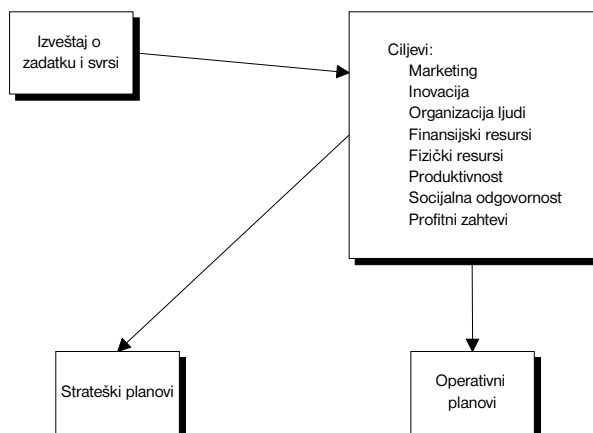 Izveštaj o
zadatku i svrsi
Ciljevi:
Marketing
Inovacija
Organizacija ljudi
Finansijski resursi
Fizički resursi
Produktivnost
Socijalna odgovornost
Profitni zahtevi
Strateški planovi
Operativni
planovi